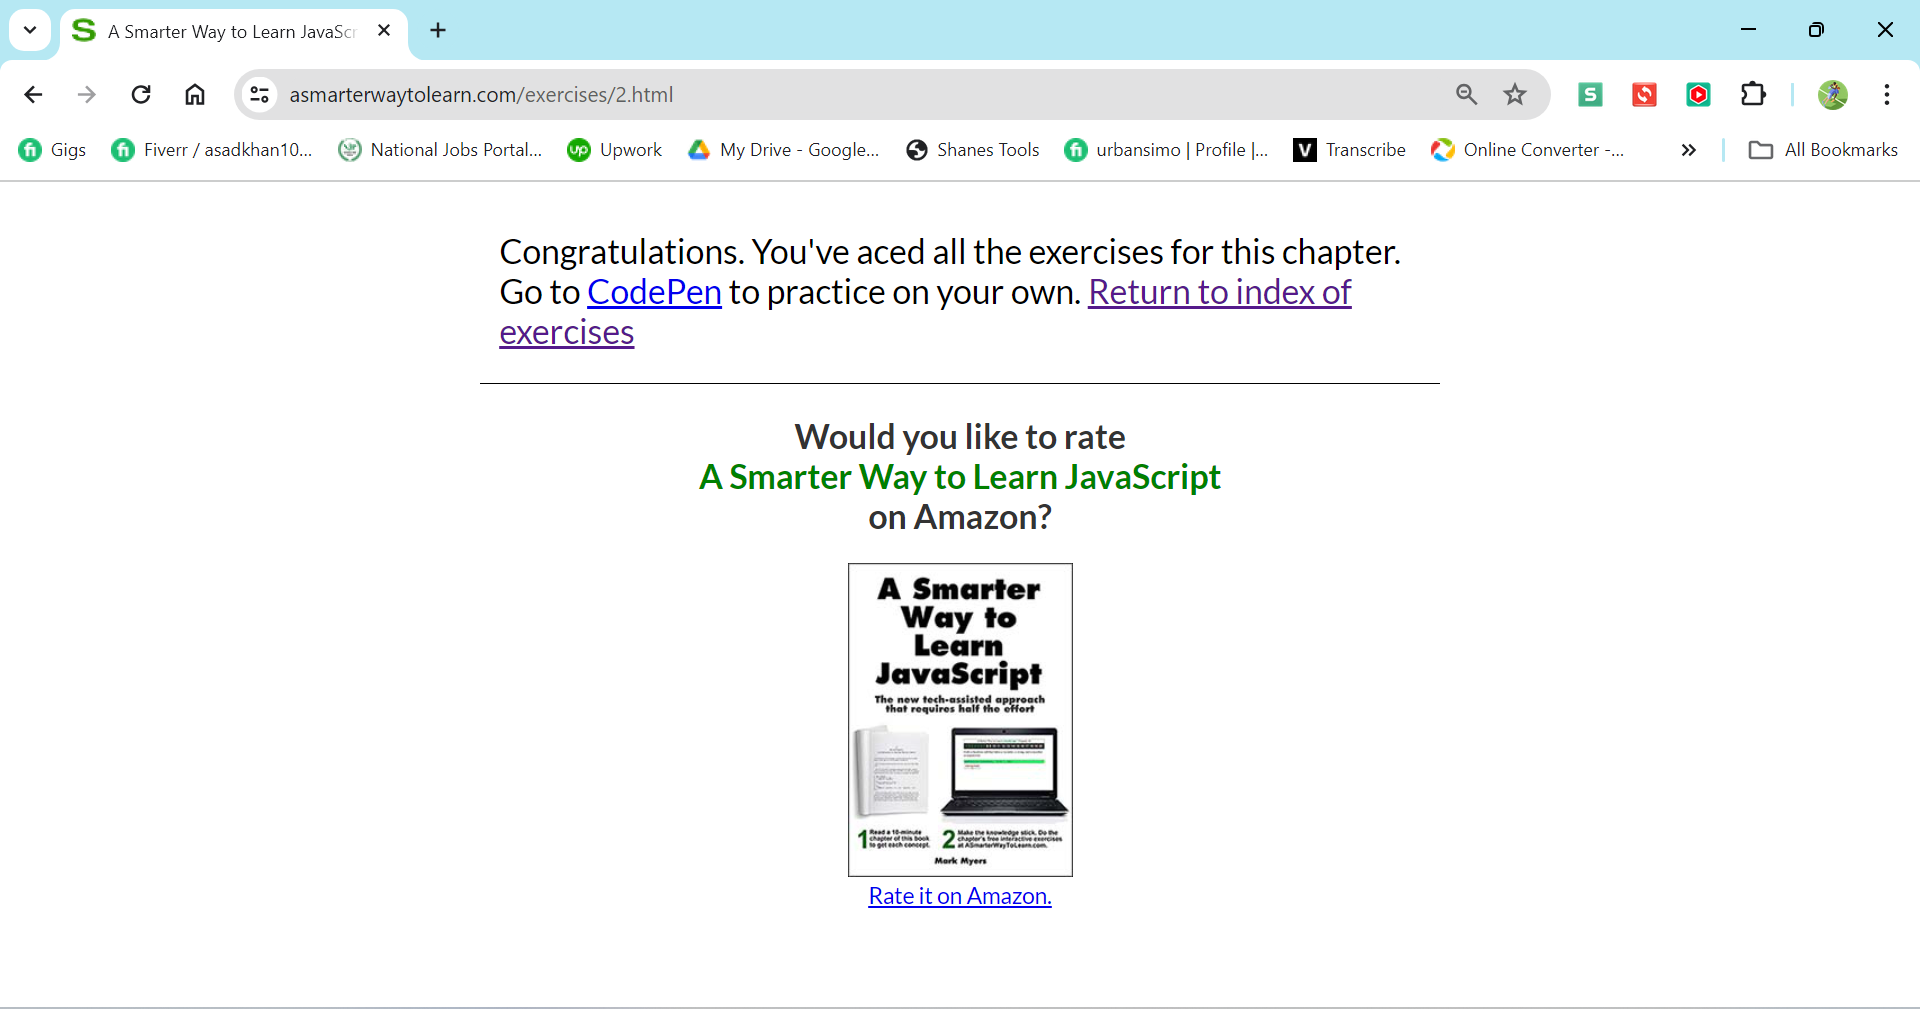 A Smarter Way to Learn JavaScr
asmarterwaytolearn.com/exercises/2.html
Gigs
Fiverr / asadkhan10...
National Jobs Portal...
Upwork
My Drive - Google...
Shanes Tools
urbansimo | Profile |...
Transcribe
Online Converter -...
All Bookmarks
Congratulations. You've aced all the exercises for this chapter.
Go to CodePen to practice on your own. Return to index of
exercises
Would you like to rate
A Smarter Way to Learn JavaScript
on Amazon?
A Smarter
Way to
Learn
JavaScript
The new tech-assisted approach
that requires half the effort
1 Read a 10-minute
chapter of this book
to get each concept.
2 Make the knowledge stick. Do the
chapter's free interactive exercises
at ASmarterWayToLearn.com.
Mark Myers
Rate it on Amazon.